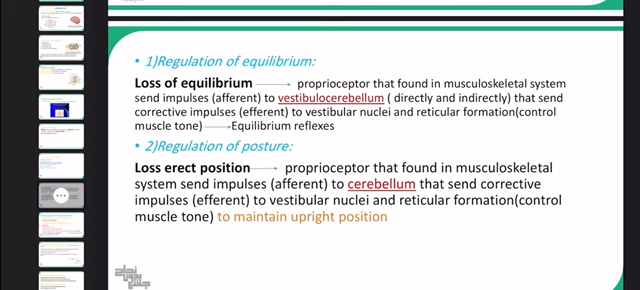 • 1)Regulation of equilibrium:
Loss of equilibrium → proprioceptor that found in musculoskeletal system
send impulses (afferent) to vestibulocerebellum ( directly and indirectly) that send
corrective impulses (efferent) to vestibular nuclei and reticular formation(control
muscle tone) → Equilibrium reflexes
• 2)Regulation of posture:
Loss erect position → proprioceptor that found in musculoskeletal
system send impulses (afferent) to cerebellum that send corrective
impulses (efferent) to vestibular nuclei and reticular formation(control
muscle tone) to maintain upright position